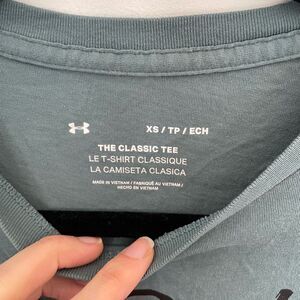 XS / TP / ECH
THE CLASSIC TEE
LE T-SHIRT CLASSIQUE
LA CAMISETA CLASICA
MADE IN VIETNAM / FABRIQUÉ AU VIETNAM /
HECHO EN VIETNAM